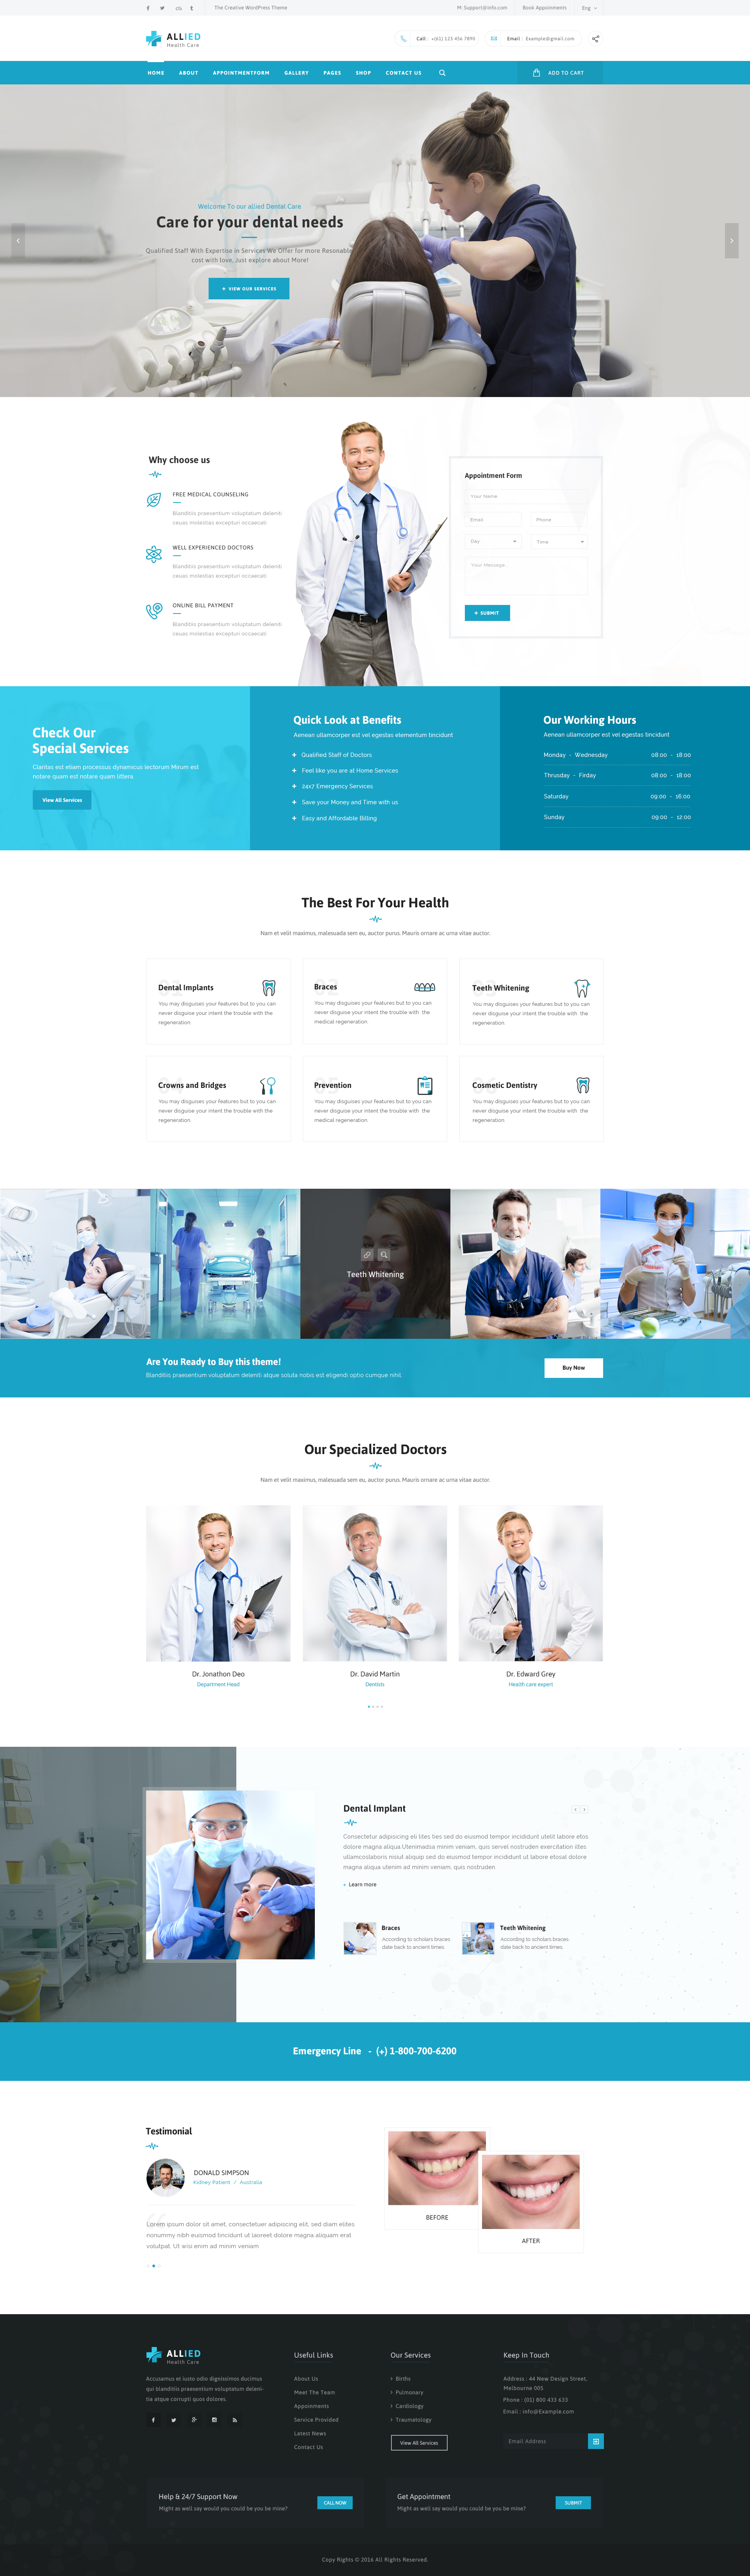 The Creative WordPress Theme
M: Support@info.com
Book Appoinments
Eng
ALLIED
Health Care
Call : +(61) 123 456 7890
Email : Example@gmail.com
HOME
ABOUT
APPOINTMENTFORM
GALLERY
PAGES
SHOP
CONTACT US
ADD TO CART
Welcome To our allied Dental Care
Care for your dental needs
Qualified Staff With Expertise in Services We Offer for more Resonable
cost with love, Just explore about More!
+ VIEW OUR SERVICES
Why choose us
FREE MEDICAL COUNSELING
Blanditiis praesentium voluptatum deleniti
ceuas molestias excepturi occaecati
WELL EXPERIENCED DOCTORS
Blanditiis praesentium voluptatum deleniti
ceuas molestias excepturi occaecati
ONLINE BILL PAYMENT
Blanditiis praesentium voluptatum deleniti
ceuas molestias excepturi occaecati
Appointment Form
Your Name
Email
Phone
Day
Time
Your Message..
+ SUBMIT
Check Our
Special Services
Claritas est etiam processus dynamicus lectorum Mirum est
notare quam est notare quam littera.
View All Services
Quick Look at Benefits
Aenean ullamcorper est vel egestas elementum tincidunt
Qualified Staff of Doctors
Feel like you are at Home Services
24x7 Emergency Services
Save your Money and Time with us
Easy and Affordable Billing
Our Working Hours
Aenean ullamcorper est vel egestas tincidunt
Monday - Wednesday 08:00 - 18:00
Thrusday - Firday 08:00 - 18:00
Saturday 09:00 - 16:00
Sunday 09:00 - 12:00
The Best For Your Health
Nam et velit maximus, malesuada sem eu, auctor purus. Mauris ornare ac urna vitae auctor.
Dental Implants
You may disguises your features but to you can
never disguise your intent the trouble with the
regeneration.
Braces
You may disguises your features but to you can
never disguise your intent the trouble with the
medical regeneration.
Teeth Whitening
You may disguises your features but to you can
never disguise your intent the trouble with the
regeneration.
Crowns and Bridges
You may disguises your features but to you can
never disguise your intent the trouble with the
regeneration.
Prevention
You may disguises your features but to you can
never disguise your intent the trouble with the
medical regeneration.
Cosmetic Dentistry
You may disguises your features but to you can
never disguise your intent the trouble with the
regeneration.
Teeth Whitening
Are You Ready to Buy this theme!
Blanditiis praesentium voluptatum deleniti atque soluta nobis est eligendi optio cumque nihil
Buy Now
Our Specialized Doctors
Nam et velit maximus, malesuada sem eu, auctor purus. Mauris ornare ac urna vitae auctor.
Dr. Jonathon Deo
Department Head
Dr. David Martin
Dentists
Dr. Edward Grey
Health care expert
Dental Implant
Consectetur adipisicing eli lites ties sed do eiusmod tempor incididunt utelit labore etos
dolore magna aliqua.Utenimadsa minim veniam, quis servel nostruden exercitation iltes
ullamcoslaboris nisiut aliquip sed do eiusmod tempor incididunt ut labore etosal dolore
magna aliqua utenim ad minim veniam, quis nostruden
Learn more
Braces
According to scholars braces
date back to ancient times.
Teeth Whitening
According to scholars braces
date back to ancient times.
Emergency Line - (+) 1-800-700-6200
Testimonial
DONALD SIMPSON
Kidney Patient / Australia
Lorem ipsum dolor sit amet, consectetuer adipiscing elit, sed diam elites
nonummy nibh euismod tincidunt ut laoreet dolore magna aliquam erat
volutpat. Ut wisi enim ad minim veniam
BEFORE
AFTER
ALLIED
Health Care
Accusamus et iusto odio dignissimos ducimus
qui blanditiis praesentium voluptatum deleni-
tia atque corrupti quos dolores.
Useful Links
About Us
Meet The Team
Appoinments
Service Provided
Latest News
Contact Us
Our Services
Births
Pulmonary
Cardiology
Traumatology
View All Services
Keep In Touch
Address : 44 New Design Street,
Melbourne 005
Phone : (01) 800 433 633
Email : info@Example.com
Email Address
Help & 24/7 Support Now
Might as well say would you could be you be mine?
CALL NOW
Get Appointment
Might as well say would you could be you be mine?
SUBMIT
Copy Rights © 2016 All Rights Reserved.